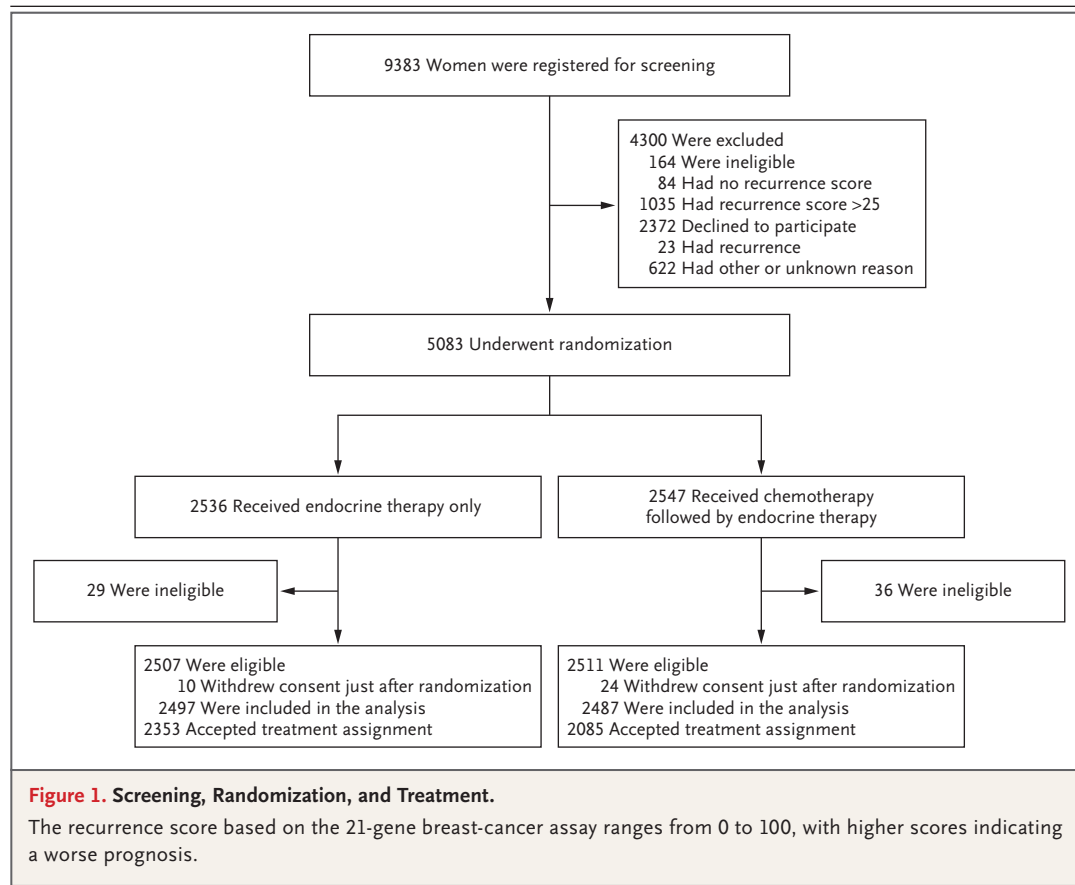 9383 Women were registered for screening
4300 Were excluded
164 Were ineligible
84 Had no recurrence score
1035 Had recurrence score >25
2372 Declined to participate
23 Had recurrence
622 Had other or unknown reason
5083 Underwent randomization
2536 Received endocrine therapy only
2547 Received chemotherapy
followed by endocrine therapy
29 Were ineligible
36 Were ineligible
2507 Were eligible
10 Withdrew consent just after randomization
2497 Were included in the analysis
2353 Accepted treatment assignment
2511 Were eligible
24 Withdrew consent just after randomization
2487 Were included in the analysis
2085 Accepted treatment assignment
Figure 1. Screening, Randomization, and Treatment.
The recurrence score based on the 21-gene breast-cancer assay ranges from 0 to 100, with higher scores indicating
a worse prognosis.